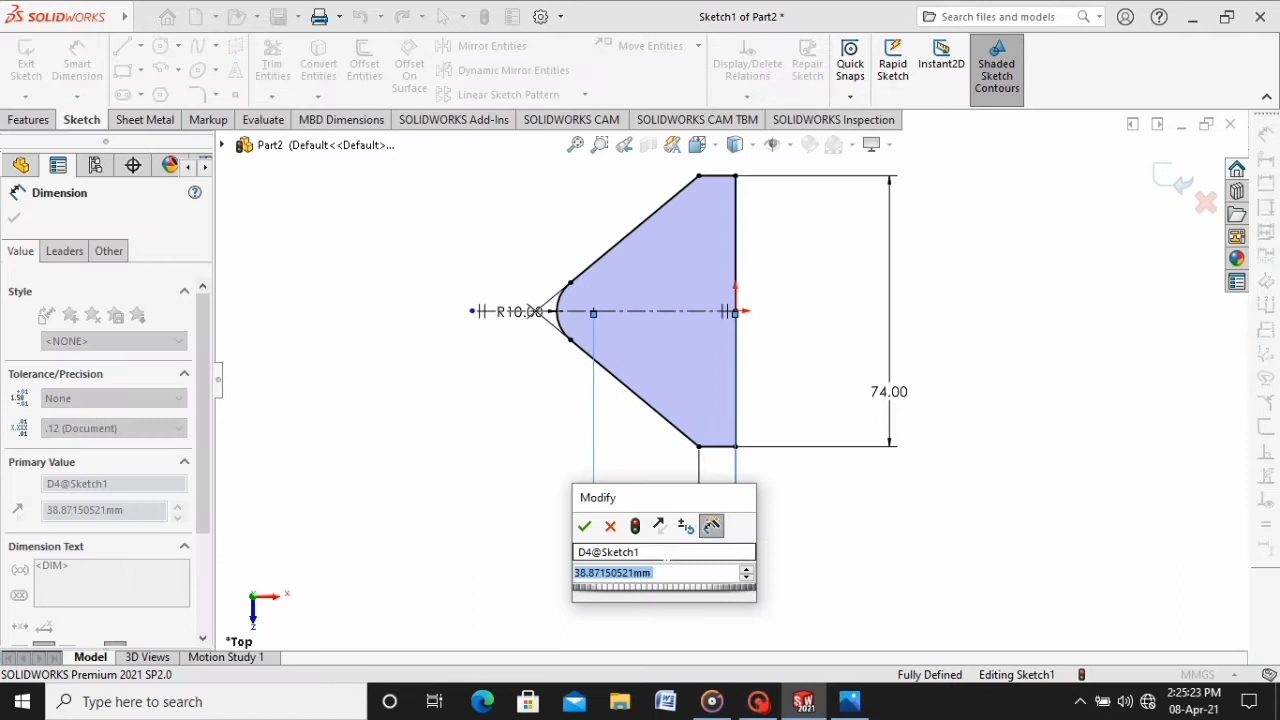 SOLIDWORKS
Sketch1 of Part2 *
Search files and models
Exit Sketch
Smart Dimension
Trim Entities
Convert Entities
Offset Entities
Offset On Surface
Mirror Entities
Dynamic Mirror Entities
Linear Sketch Pattern
Move Entities
Display/Delete Relations
Repair Sketch
Quick Snaps
Rapid Sketch
Instant2D
Shaded Sketch Contours
Features
Sketch
Sheet Metal
Markup
Evaluate
MBD Dimensions
SOLIDWORKS Add-Ins
SOLIDWORKS CAM
SOLIDWORKS CAM TBM
SOLIDWORKS Inspection
Part2 (Default<<Default>...
Dimension
Value
Leaders
Other
Style
<NONE>
Tolerance/Precision
None
.12 (Document)
Primary Value
D4@Sketch1
38.87150521mm
Dimension Text
<DIM>
R10.00
74.00
Modify
D4@Sketch1
38.87150521mm
X
Z
*Top
Model
3D Views
Motion Study 1
SOLIDWORKS Premium 2021 SP2.0
Fully Defined
Editing Sketch1
MMGS
Type here to search
2:25:23 PM
08-Apr-21